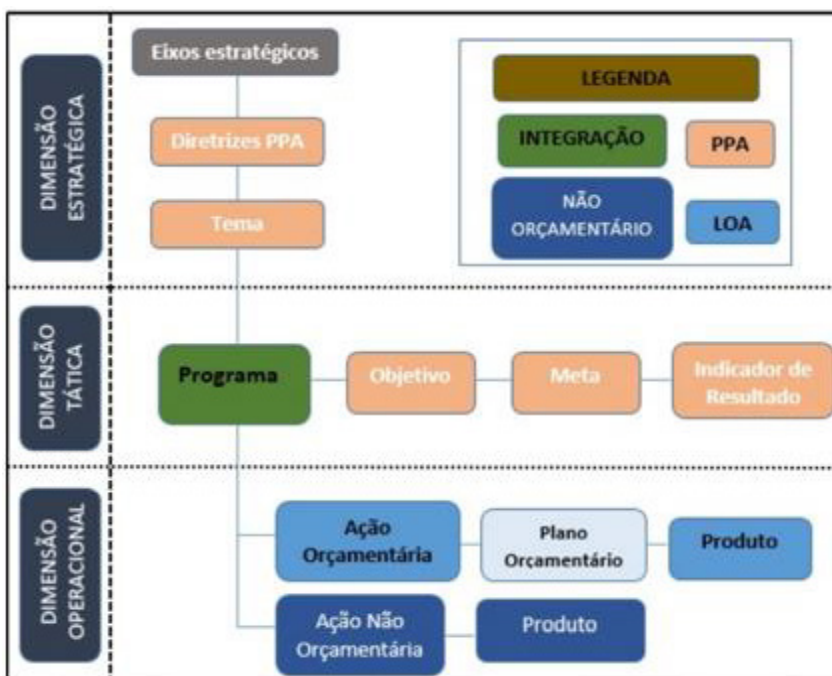 DIMENSÃO
ESTRATÉGICA
Eixos estratégicos
Diretrizes PPA
Tema
LEGENDA
INTEGRAÇÃO
PPA
NÃO
ORÇAMENTÁRIO
LOA
DIMENSÃO
TÁTICA
Programa
Objetivo
Meta
Indicador de
Resultado
DIMENSÃO
OPERACIONAL
Ação
Orçamentária
Plano
Orçamentário
Produto
Ação Não
Orçamentária
Produto